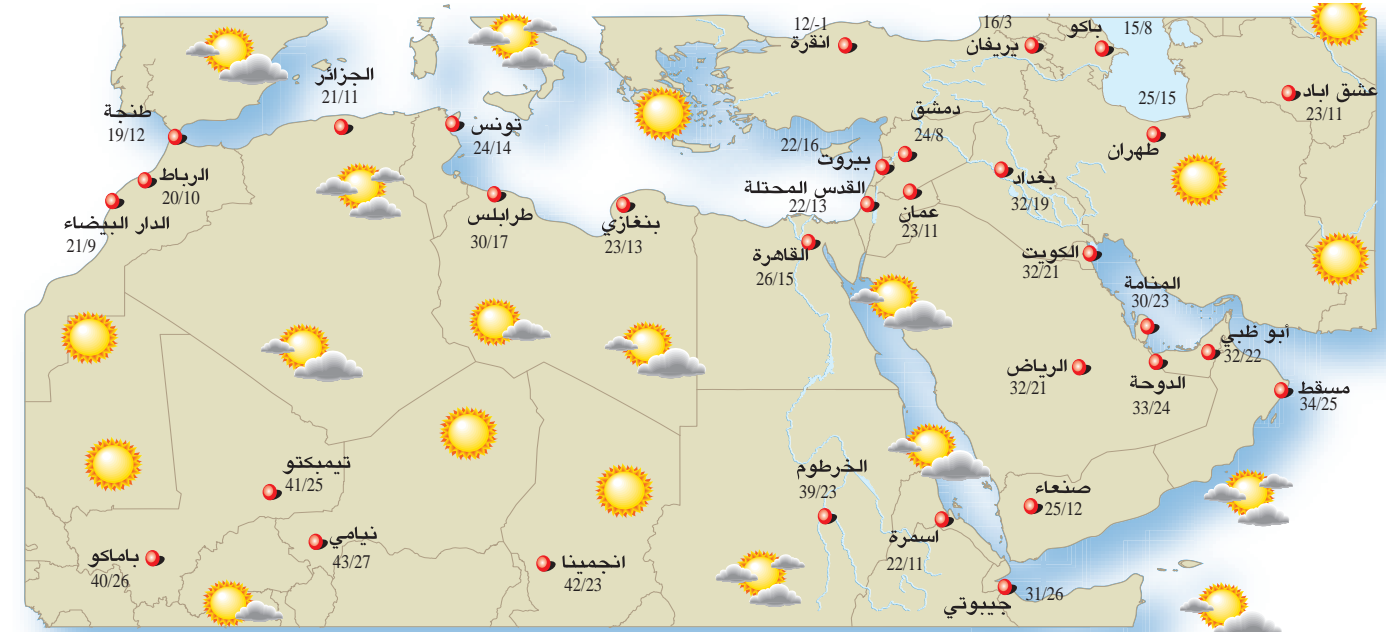 12/-1
انقرة
16/3
يريفان
باكو
15/8
عشق اباد
23/11
25/15
طهران
الجزائر
21/11
طنجة
19/12
تونس
24/14
دمشق
24/8
22/16
بيروت
القدس المحتلة
22/13
عمان
23/11
بغداد
32/19
الرباط
20/10
الدار البيضاء
21/9
طرابلس
30/17
بنغازي
23/13
القاهرة
26/15
الكويت
32/21
المنامة
30/23
أبو ظبي
32/22
الرياض
32/21
الدوحة
33/24
مسقط
34/25
تيمبكتو
41/25
الخرطوم
39/23
صنعاء
25/12
اسمرة
22/11
نيامي
43/27
باماكو
40/26
انجمينا
42/23
31/26
جيبوتي